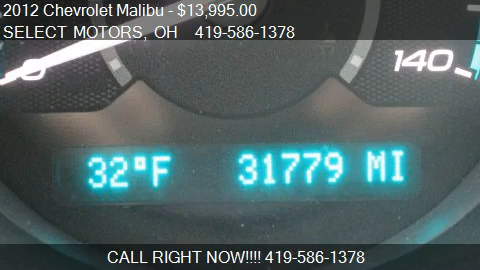 2012 Chevrolet Malibu - $13,995.00
SELECT MOTORS, OH 419-586-1378
0 140
32°F 31779 MI
CALL RIGHT NOW!!!! 419-586-1378